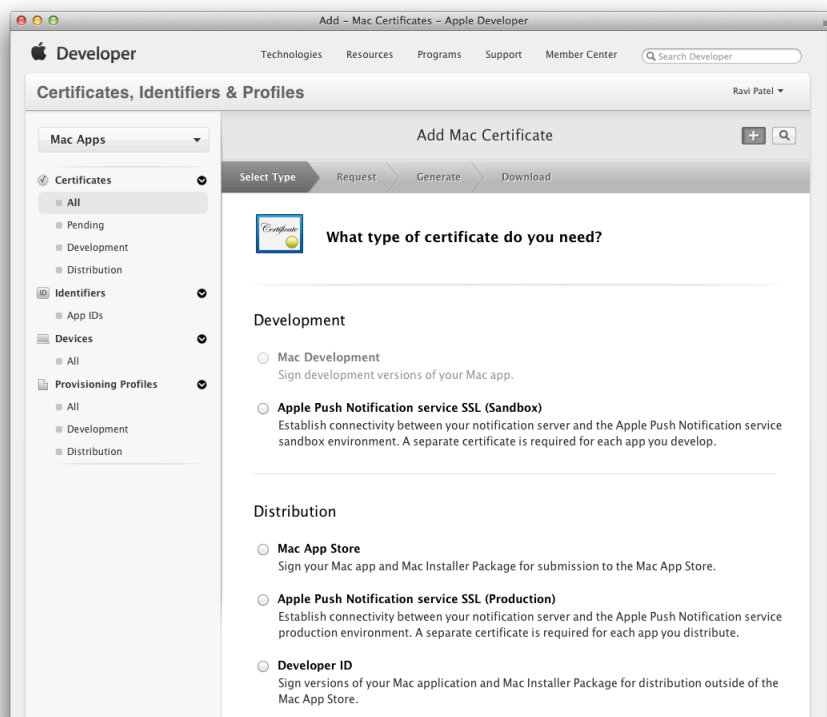 Add – Mac Certificates – Apple Developer
Developer
Technologies Resources Programs Support Member Center Search Developer
Certificates, Identifiers & Profiles
Ravi Patel
Mac Apps
Add Mac Certificate
Certificates
All
Pending
Development
Distribution
ID Identifiers
App IDs
Devices
All
Provisioning Profiles
All
Development
Distribution
Select Type Request Generate Download
Certificate
What type of certificate do you need?
Development
Mac Development
Sign development versions of your Mac app.
Apple Push Notification service SSL (Sandbox)
Establish connectivity between your notification server and the Apple Push Notification service
sandbox environment. A separate certificate is required for each app you develop.
Distribution
Mac App Store
Sign your Mac app and Mac Installer Package for submission to the Mac App Store.
Apple Push Notification service SSL (Production)
Establish connectivity between your notification server and the Apple Push Notification service
production environment. A separate certificate is required for each app you distribute.
Developer ID
Sign versions of your Mac application and Mac Installer Package for distribution outside of the
Mac App Store.